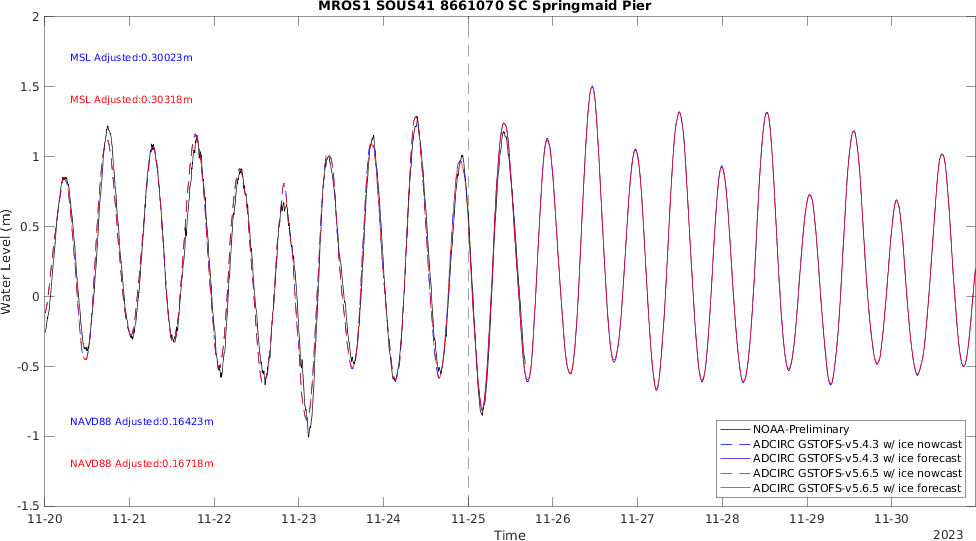 MROS1 SOUS41 8661070 SC Springmaid Pier
2
MSL Adjusted:0.30023m
1.5
MSL Adjusted:0.30318m
1
0.5
Water Level (m)
0
-0.5
NAVD88 Adjusted:0.16423m
-1
NAVD88 Adjusted:0.16718m
-1.5
NOAA-Preliminary
ADCIRC GSTOFS-v5.4.3 w/ ice nowcast
ADCIRC GSTOFS-v5.4.3 w/ ice forecast
ADCIRC GSTOFS-v5.6.5 w/ ice nowcast
ADCIRC GSTOFS-v5.6.5 w/ ice forecast
11-20 11-21 11-22 11-23 11-24 11-25 11-26 11-27 11-28 11-29 11-30
Time
2023